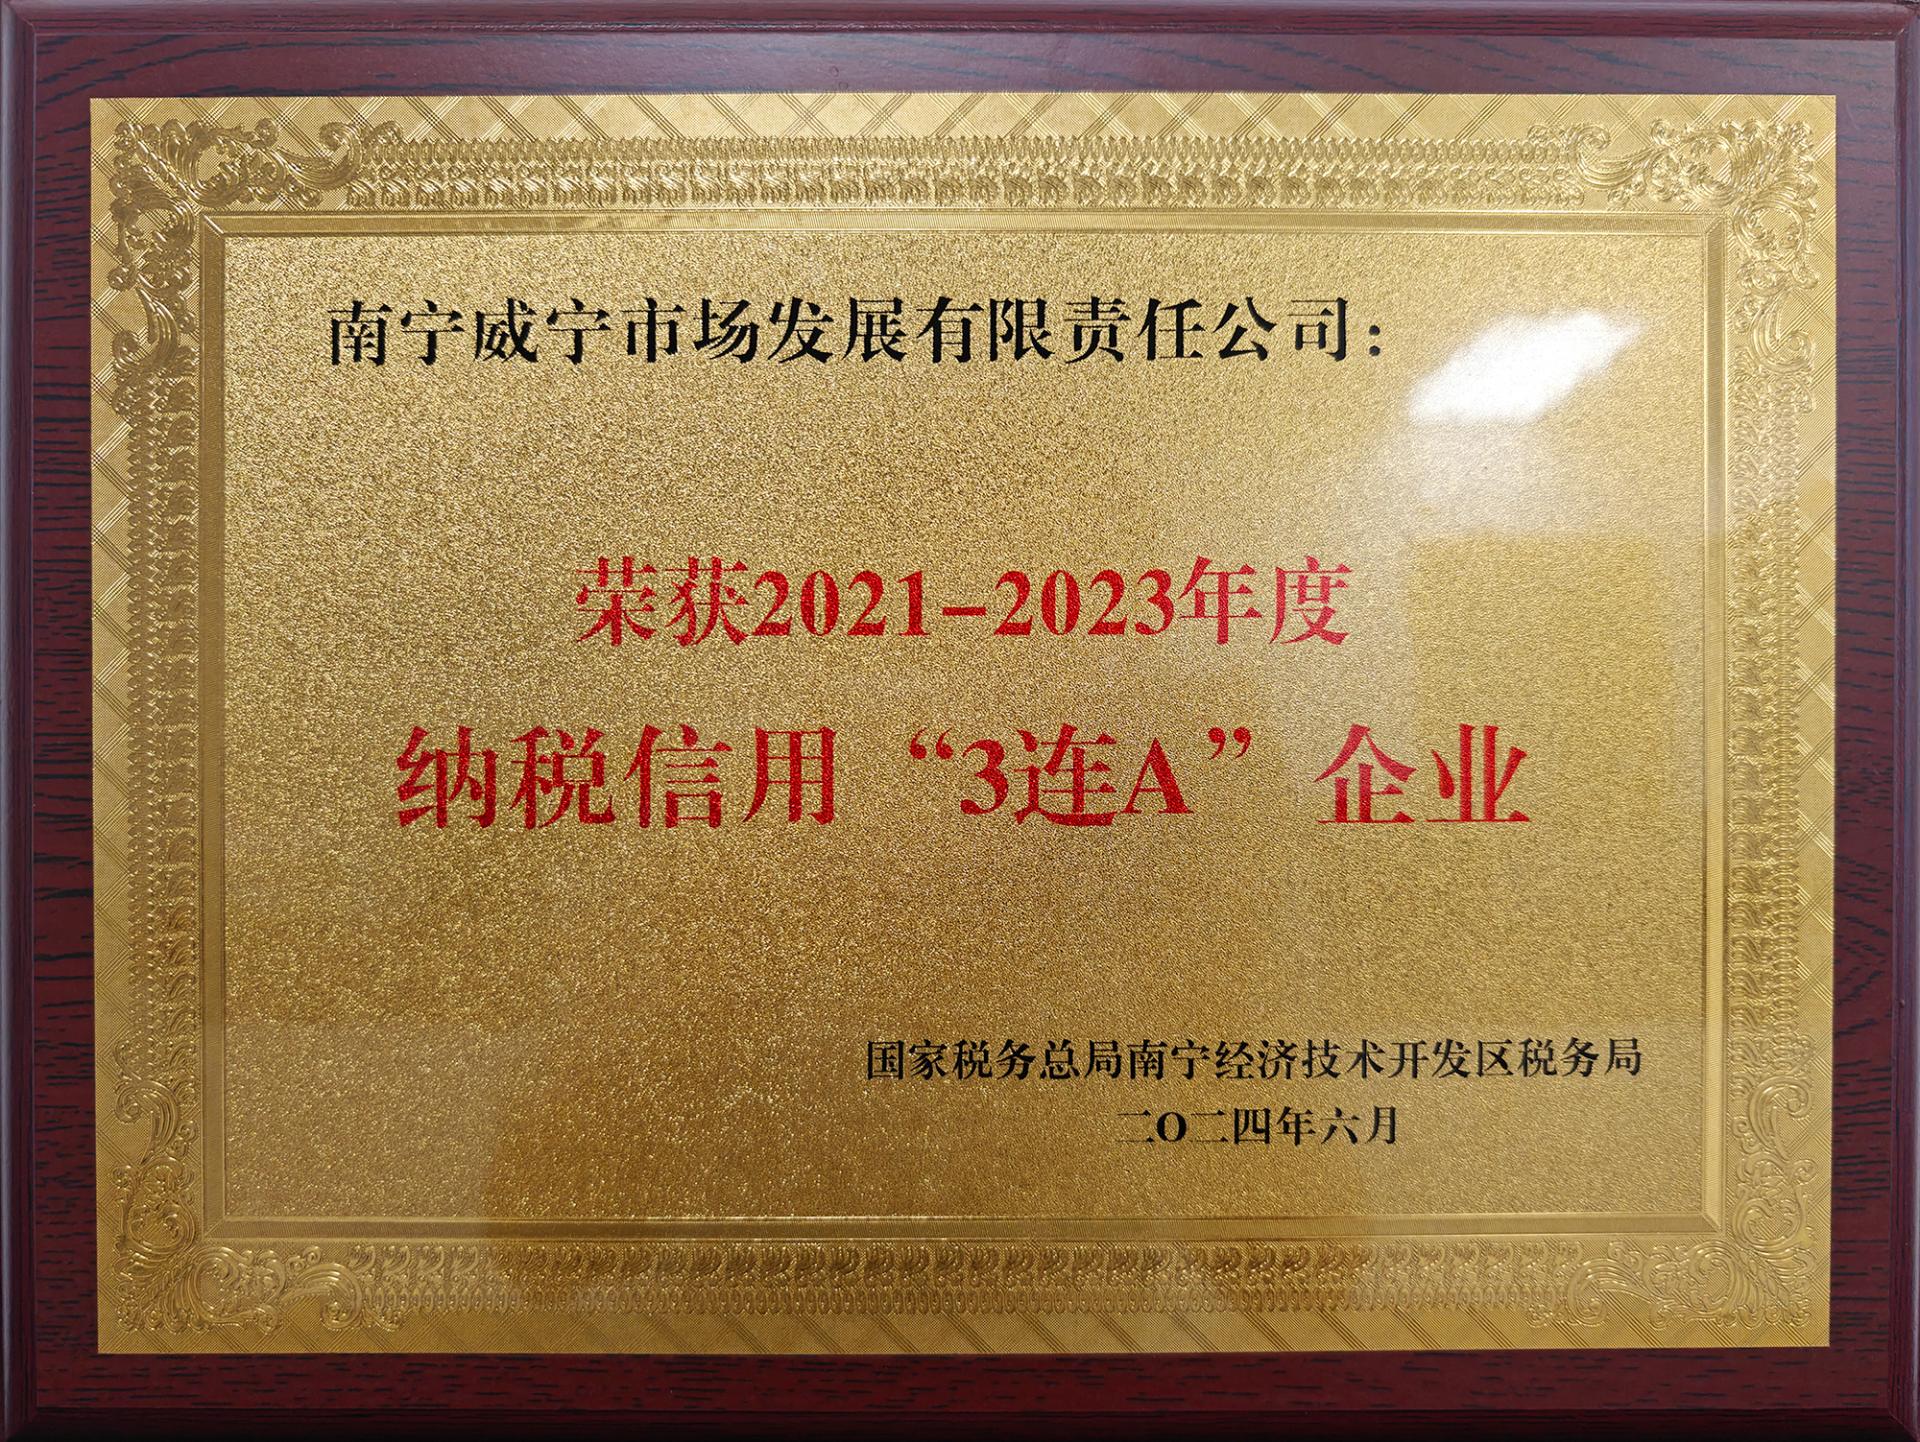 南宁威宁市场发展有限责任公司：
荣获2021-2023年度
纳税信用“3连A”企业
国家税务总局南宁经济技术开发区税务局
二O二四年六月